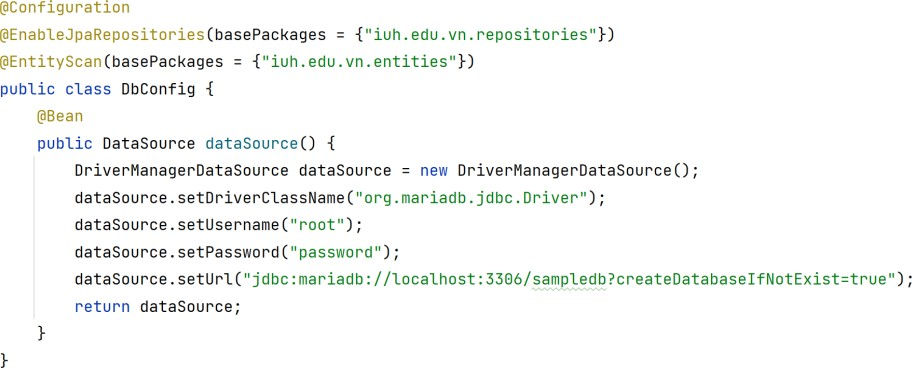 @Configuration
@EnableJpaRepositories(basePackages = {"iuh.edu.vn.repositories"})
@EntityScan(basePackages = {"iuh.edu.vn.entities"})
public class DbConfig {
    @Bean
    public DataSource dataSource() {
        DriverManagerDataSource dataSource = new DriverManagerDataSource();
        dataSource.setDriverClassName("org.mariadb.jdbc.Driver");
        dataSource.setUsername("root");
        dataSource.setPassword("password");
        dataSource.setUrl("jdbc:mariadb://localhost:3306/sampledb?createDatabaseIfNotExist=true");
        return dataSource;
    }
}